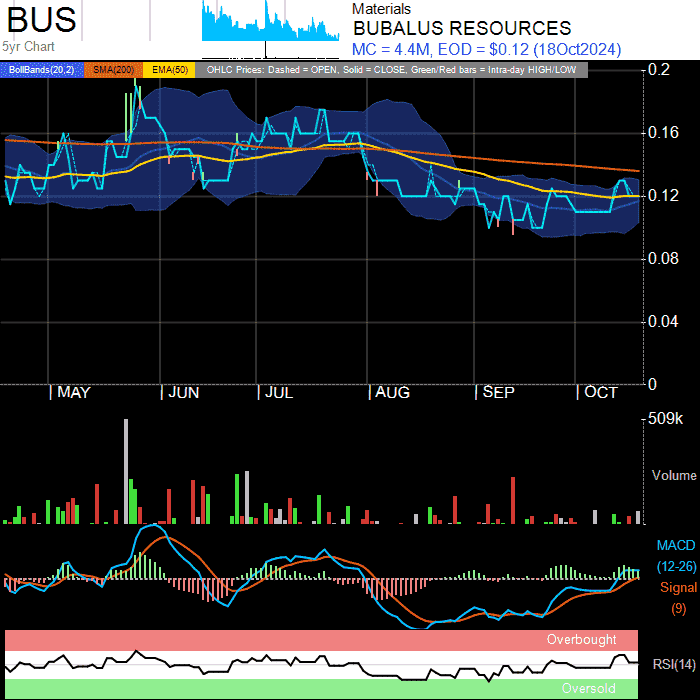 BUS
5yr Chart
Materials
BUBALUS RESOURCES
MC = 4.4M, EOD = $0.12 (18Oct2024)
BollBands(20,2) SMA(200) EMA(50) OHLC Prices: Dashed = OPEN, Solid = CLOSE, Green/Red bars = Intra-day HIGH/LOW
0.2
0.16
0.12
0.08
0.04
0
MAY JUN JUL AUG SEP OCT
509k
Volume
MACD
(12-26)
Signal
(9)
Overbought
RSI(14)
Oversold